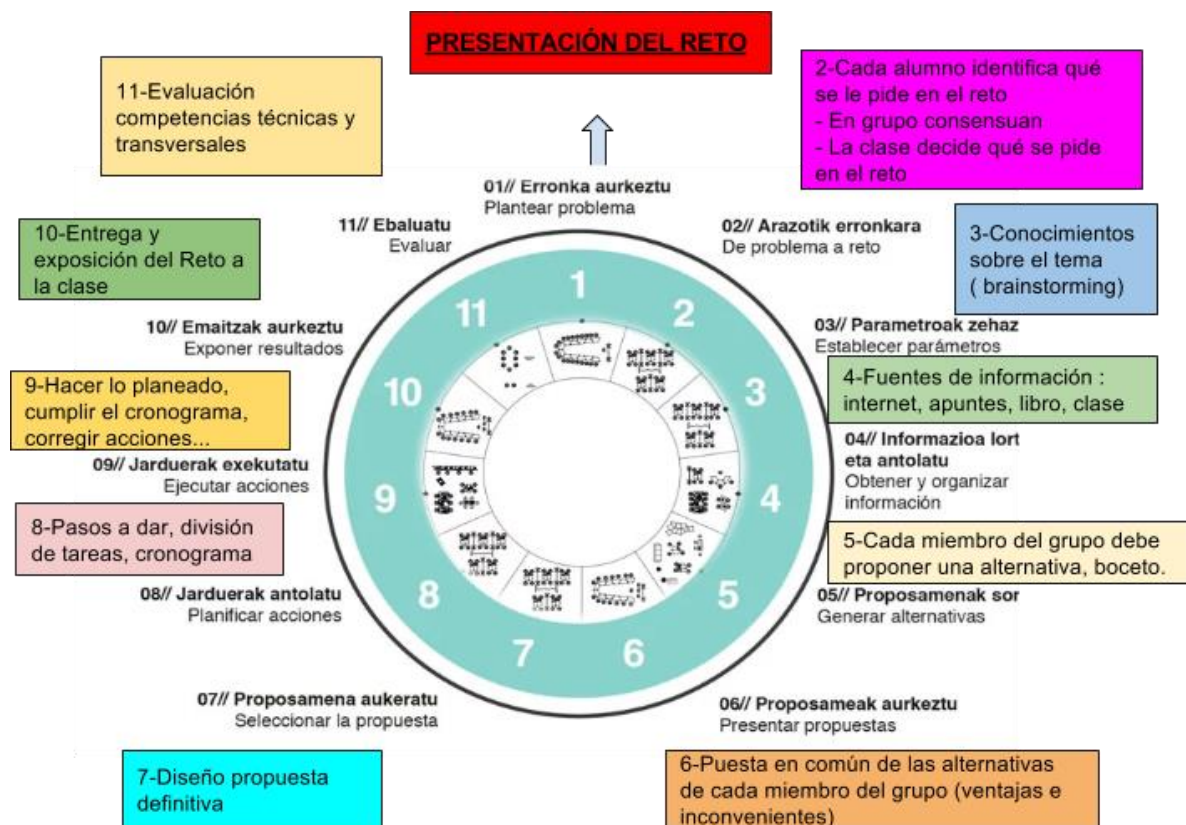 PRESENTACIÓN DEL RETO
11-Evaluación
competencias técnicas y
transversales
2-Cada alumno identifica qué
se le pide en el reto
- En grupo consensuan
- La clase decide qué se pide
en el reto
01// Erronka aurkeztu
Plantear problema
11// Ebaluatu
Evaluar
02// Arazotik erronkara
De problema a reto
10-Entrega y
exposición del Reto a
la clase
3-Conocimientos
sobre el tema
( brainstorming)
10// Emaitzak aurkeztu
Exponer resultados
03// Parametroak zehaz
Establecer parámetros
9-Hacer lo planeado,
cumplir el cronograma,
corregir acciones...
4-Fuentes de información :
internet, apuntes, libro, clase
09// Jarduerak exekutatu
Ejecutar acciones
04// Informazioa lort
eta antolatu
Obtener y organizar
información
8-Pasos a dar, división
de tareas, cronograma
5-Cada miembro del grupo debe
proponer una alternativa, boceto.
08// Jarduerak antolatu
Planificar acciones
05// Proposamenak sor
Generar alternativas
07// Proposamena aukeratu
Seleccionar la propuesta
06// Proposameak aurkeztu
Presentar propuestas
7-Diseño propuesta
definitiva
6-Puesta en común de las alternativas
de cada miembro del grupo (ventajas e
inconvenientes)
1
2
3
4
5
6
7
8
9
10
11